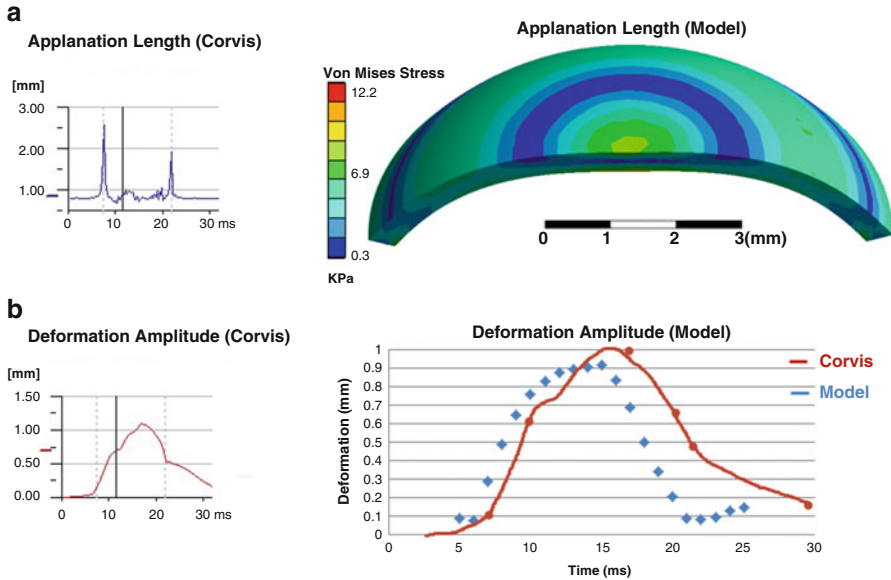 a
Applanation Length (Corvis)
[mm]
3.00
2.00
1.00
0 10 20 30 ms
Applanation Length (Model)
Von Mises Stress
12.2
6.9
0.3
KPa
0 1 2 3(mm)
b
Deformation Amplitude (Corvis)
[mm]
1.50
1.00
0.50
0.00
0 10 20 30 ms
Deformation Amplitude (Model)
Deformation (mm)
1
0.9
0.8
0.7
0.6
0.5
0.4
0.3
0.2
0.1
0
0 5 10 15 20 25 30
Time (ms)
Corvis
Model